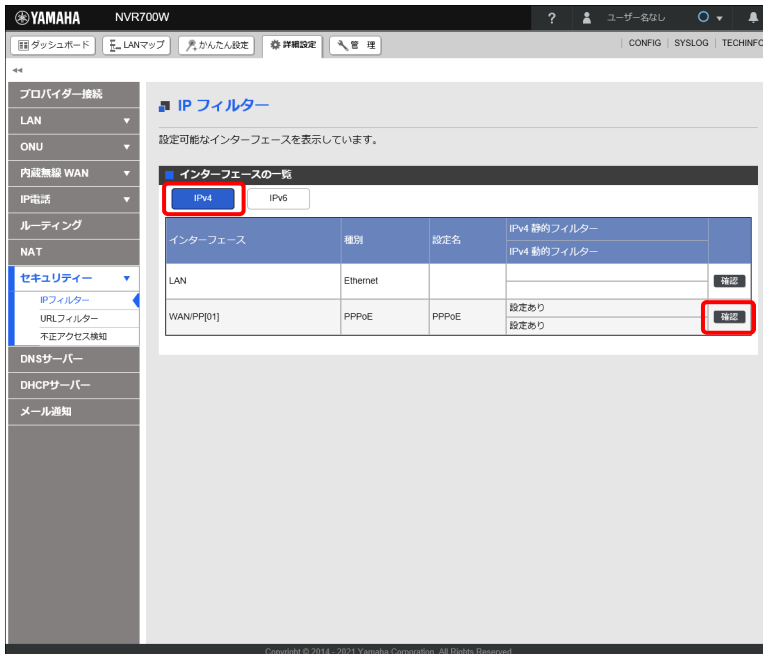 YAMAHA NVR700W ? ユーザー名なし
ダッシュボード LANマップ かんたん設定 詳細設定 管 理 CONFIG SYSLOG TECHINFO
プロバイダー接続
LAN
ONU
内蔵無線 WAN
IP電話
ルーティング
NAT
セキュリティー
IPフィルター
URLフィルター
不正アクセス検知
DNSサーバー
DHCPサーバー
メール通知
IP フィルター
設定可能なインターフェースを表示しています。
インターフェースの一覧
IPv4 IPv6
インターフェース 種別 設定名 IPv4 静的フィルター
IPv4 動的フィルター
LAN Ethernet 確認
WAN/PP[01] PPPoE PPPoE 設定あり 確認
設定あり
Copyright © 2014 - 2021 Yamaha Corporation. All Rights Reserved.